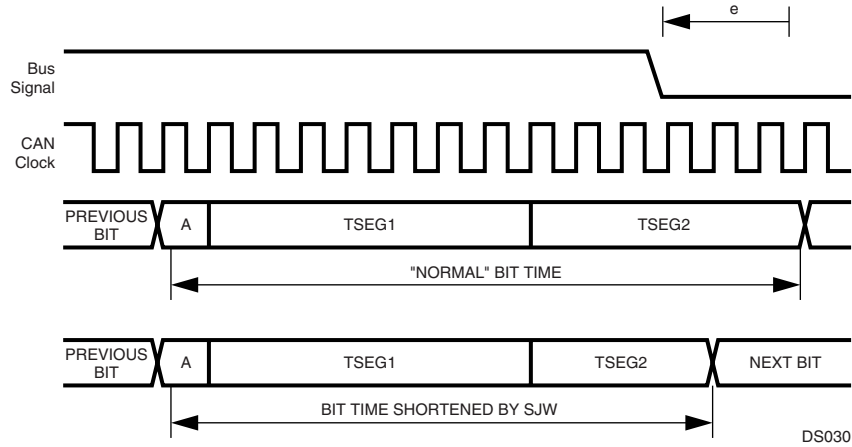 e
Bus
Signal
CAN
Clock
PREVIOUS
BIT
A
TSEG1
TSEG2
"NORMAL" BIT TIME
PREVIOUS
BIT
A
TSEG1
TSEG2
NEXT BIT
BIT TIME SHORTENED BY SJW
DS030